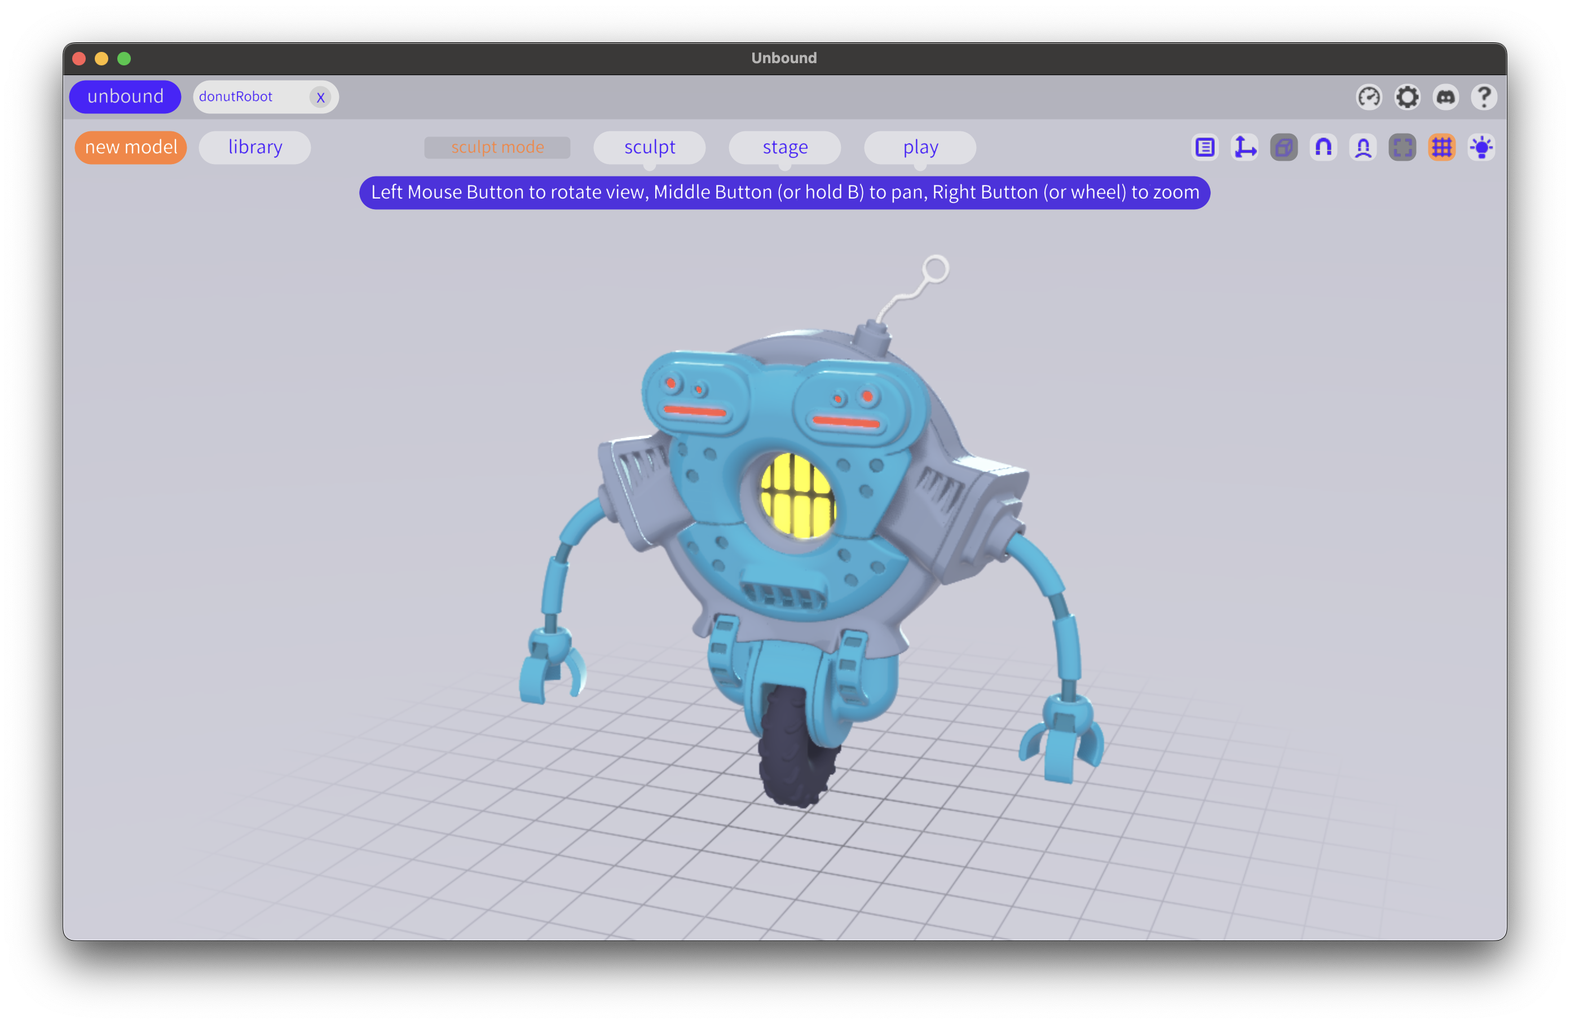 Unbound
unbound
donutRobot X
?
new model library sculpt mode sculpt stage play
Left Mouse Button to rotate view, Middle Button (or hold B) to pan, Right Button (or wheel) to zoom